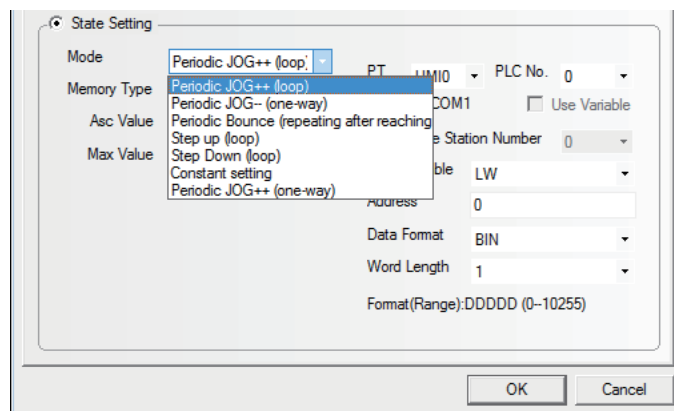 State Setting
Mode
Periodic JOG++ (loop)
Memory Type
Asc Value
Max Value
Periodic JOG++ (loop)
Periodic JOG-- (one-way)
Periodic Bounce (repeating after reaching
Step up (loop)
Step Down (loop)
Constant setting
Periodic JOG++ (one-way)
HMI0
PLC No.
0
COM1
Use Variable
Station Number
0
LW
Address
0
Data Format
BIN
Word Length
1
Format(Range):DDDDD (0--10255)
OK
Cancel